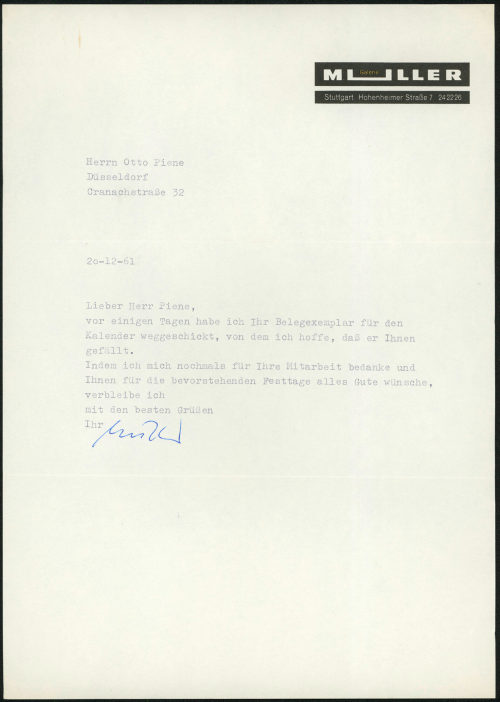 Galerie
MÜLLER
Stuttgart Hohenheimer Straße 7 24 22 26
Herrn Otto Piene
Düsseldorf
Cranachstraße 32
2o-12-61
Lieber Herr Piene,
vor einigen Tagen habe ich Ihr Belegexemplar für den
Kalender weggeschickt, von dem ich hoffe, daß er Ihnen
gefällt.
Indem ich mich nochmals für Ihre Mitarbeit bedanke und
Ihnen für die bevorstehenden Festtage alles Gute wünsche,
verbleibe ich
mit den besten Grüßen
Ihr